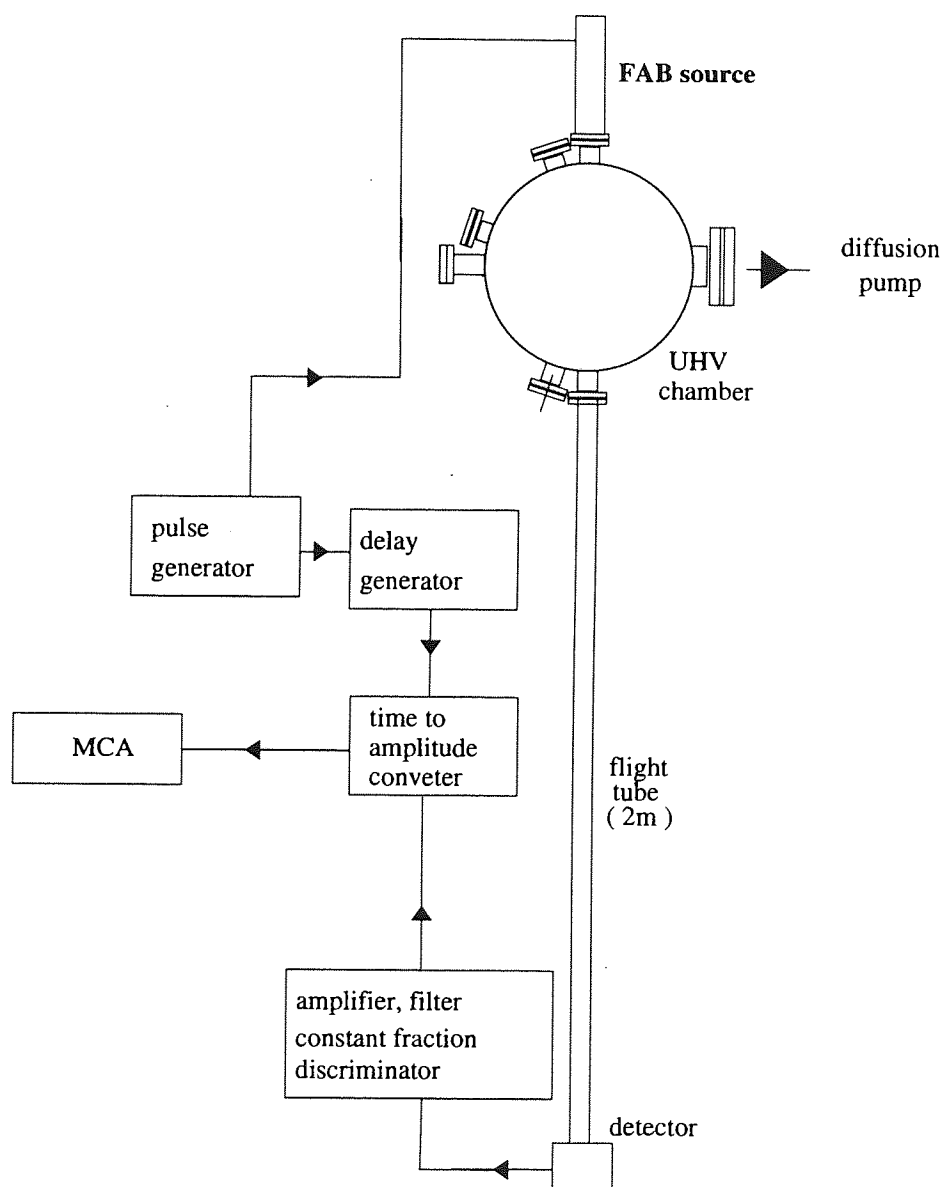 FAB source
diffusion
pump
UHV
chamber
pulse
generator
delay
generator
time to
amplitude
conveter
MCA
flight
tube
( 2m )
amplifier, filter
constant fraction
discriminator
detector